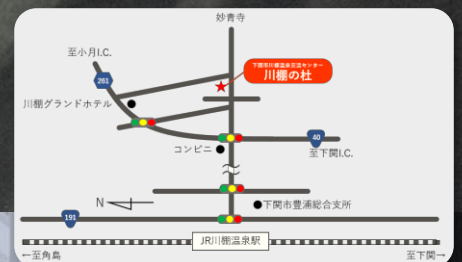 妙青寺
至小月I.C.
261
下関市川棚温泉交流センター
川棚の杜
川棚グランドホテル
コンビニ
40
至下関I.C.
N
下関市豊浦総合支所
191
JR川棚温泉駅
←至角島
至下関→